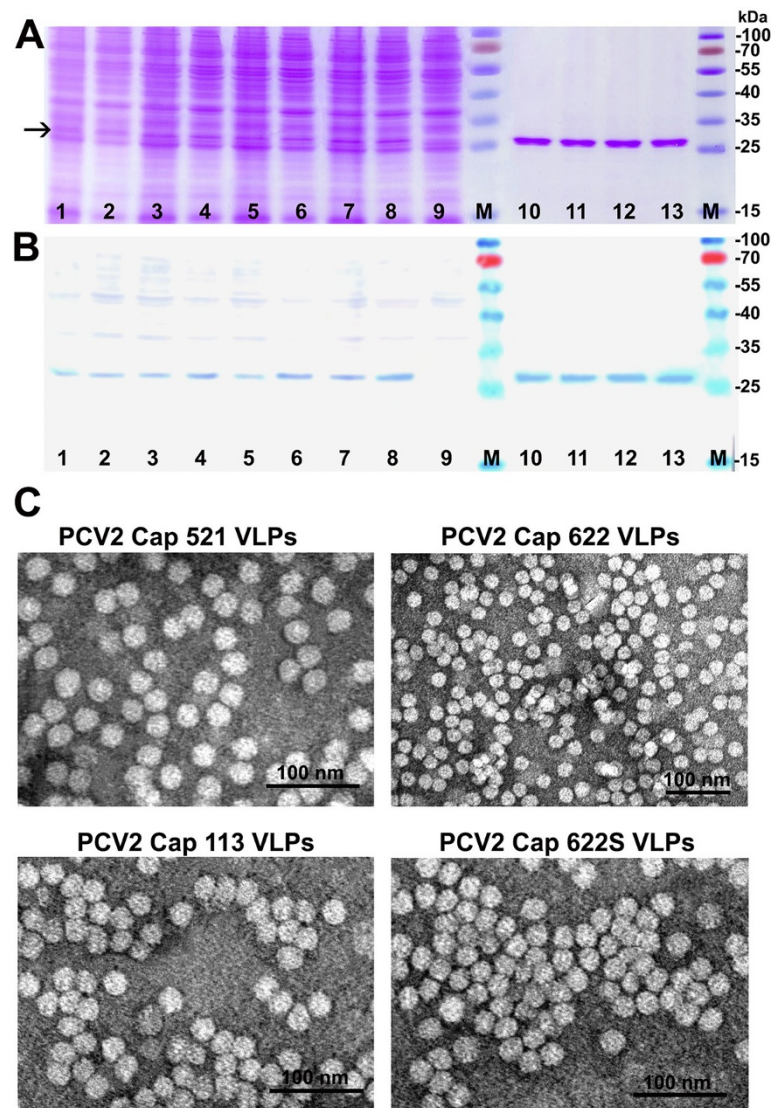 A
kDa
-100
-70
-55
-40
-35
-25
-15
1 2 3 4 5 6 7 8 9 M 10 11 12 13 M
B
-100
-70
-55
-40
-35
-25
-15
1 2 3 4 5 6 7 8 9 M 10 11 12 13 M
C
PCV2 Cap 521 VLPs
PCV2 Cap 622 VLPs
100 nm
100 nm
PCV2 Cap 113 VLPs
PCV2 Cap 622S VLPs
100 nm
100 nm